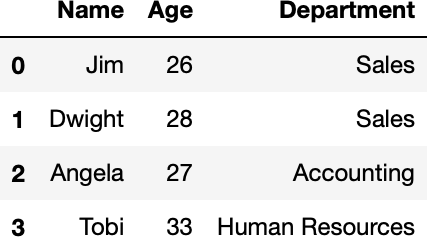 Name Age Department
0 Jim 26 Sales
1 Dwight 28 Sales
2 Angela 27 Accounting
3 Tobi 33 Human Resources